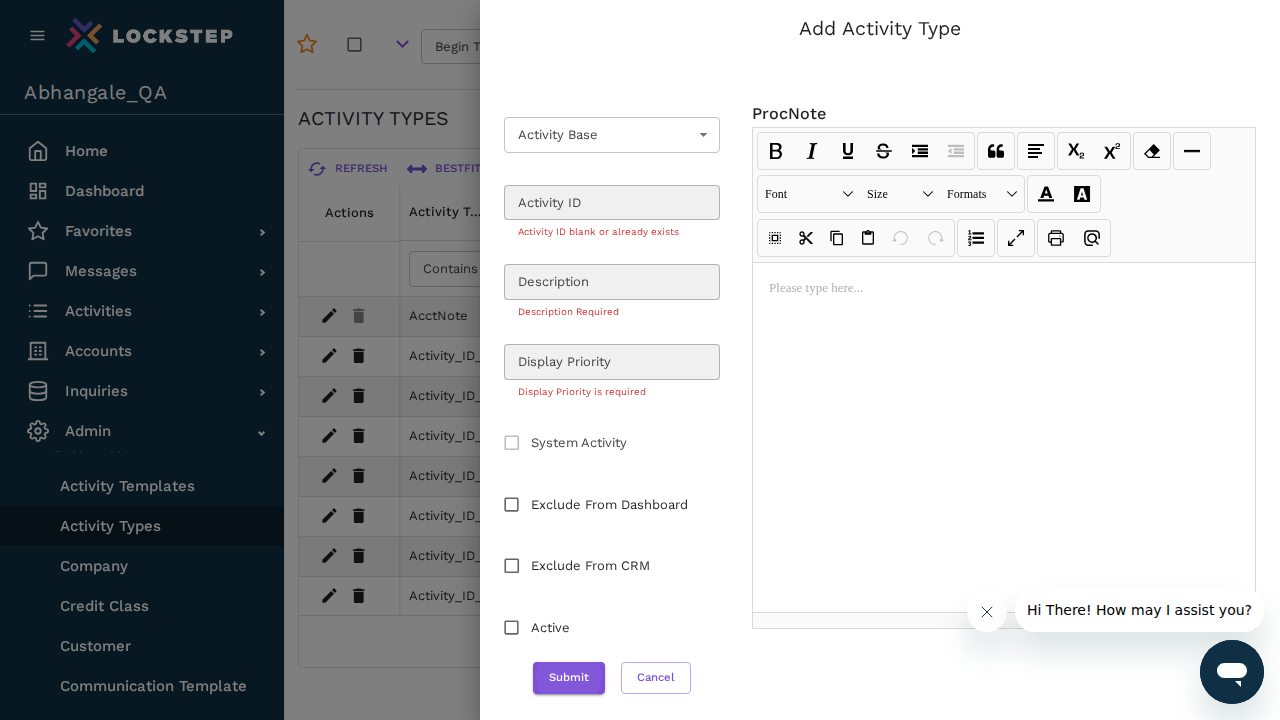 LOCKSTEP
Abhangale_QA
Home
Dashboard
Favorites
Messages
Activities
Accounts
Inquiries
Admin
Activity Templates
Activity Types
Company
Credit Class
Customer
Communication Template
Begin T
ACTIVITY TYPES
REFRESH
BESTFIT
Actions
Activity T...
Contains
AcctNote
Activity_ID_
Activity_ID_
Activity_ID_
Activity_ID_
Activity_ID_
Activity_ID_
Activity_ID_
Add Activity Type
Activity Base
Activity ID
Activity ID blank or already exists
Description
Description Required
Display Priority
Display Priority is required
System Activity
Exclude From Dashboard
Exclude From CRM
Active
Submit
Cancel
ProcNote
Font
Size
Formats
Please type here...
Hi There! How may I assist you?